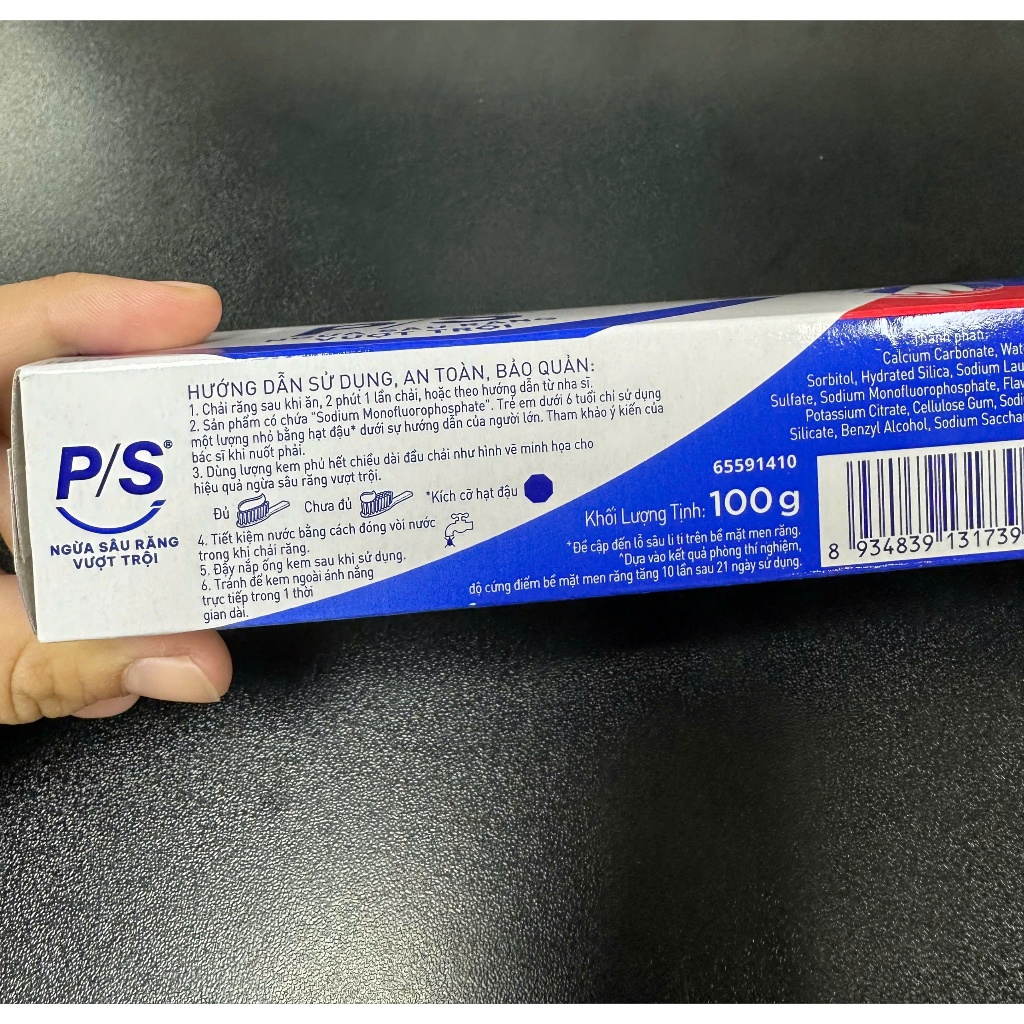 VƯỢT TRỘI
P/S®
NGỪA SÂU RĂNG
VƯỢT TRỘI
HƯỚNG DẪN SỬ DỤNG, AN TOÀN, BẢO QUẢN:
1. Chải răng sau khi ăn, 2 phút 1 lần chải, hoặc theo hướng dẫn từ nha sĩ.
2. Sản phẩm có chứa "Sodium Monofluorophosphate". Trẻ em dưới 6 tuổi chỉ sử dụng
một lượng nhỏ bằng hạt đậu* dưới sự hướng dẫn của người lớn. Tham khảo ý kiến của
bác sĩ khi nuốt phải.
3. Dùng lượng kem phủ hết chiều dài đầu chải như hình vẽ minh họa cho
hiệu quả ngừa sâu răng vượt trội.
Đủ Chưa đủ *Kích cỡ hạt đậu
4. Tiết kiệm nước bằng cách đóng vòi nước
trong khi chải răng.
5. Đậy nắp ống kem sau khi sử dụng.
6. Tránh để kem ngoài ánh nắng
trực tiếp trong 1 thời
gian dài.
65591410
Khối Lượng Tịnh: 100 g
+Đề cập đến lỗ sâu li ti trên bề mặt men răng.
^Dựa vào kết quả phòng thí nghiệm,
độ cứng điểm bề mặt men răng tăng 10 lần sau 21 ngày sử dụng.
Thành phần:
Calcium Carbonate,
Sorbitol, Hydrated Silica, Sodium
Sulfate, Sodium Monofluorophosphate,
Potassium Citrate, Cellulose Gum,
Silicate, Benzyl Alcohol, Sodium
8 934839 131739